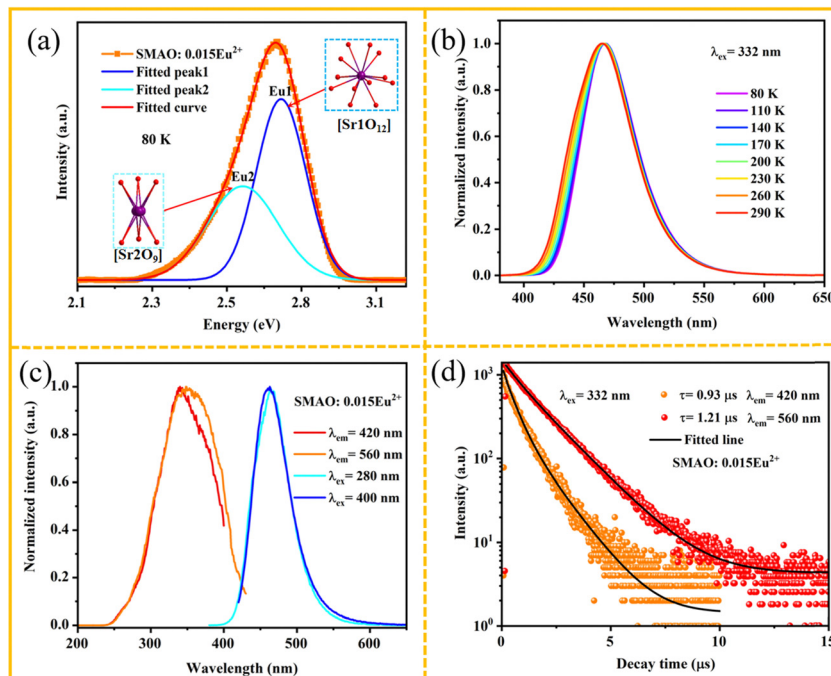 (a)
SMAO: 0.015Eu²⁺
Fitted peak1
Fitted peak2
Fitted curve
80 K
Eu1
[Sr1O₁₂]
Eu2
[Sr2O₉]
Intensity (a.u.)
2.1 2.3 2.5 2.7 2.9 3.1
Energy (eV)
(b)
λex= 332 nm
80 K
110 K
140 K
170 K
200 K
230 K
260 K
290 K
Normalized intensity (a.u.)
1.0
0.8
0.6
0.4
0.2
0.0
400 450 500 550 600 650
Wavelength (nm)
(c)
SMAO: 0.015Eu²⁺
λem= 420 nm
λem= 560 nm
λex= 280 nm
λex= 400 nm
Normalized intensity (a.u.)
1.0
0.8
0.6
0.4
0.2
0.0
200 300 400 500 600
Wavelength (nm)
(d)
λex= 332 nm
τ= 0.93 μs λem= 420 nm
τ= 1.21 μs λem= 560 nm
Fitted line
SMAO: 0.015Eu²⁺
Intensity (a.u.)
10³
10²
10¹
10⁰
0 5 10 15
Decay time (μs)